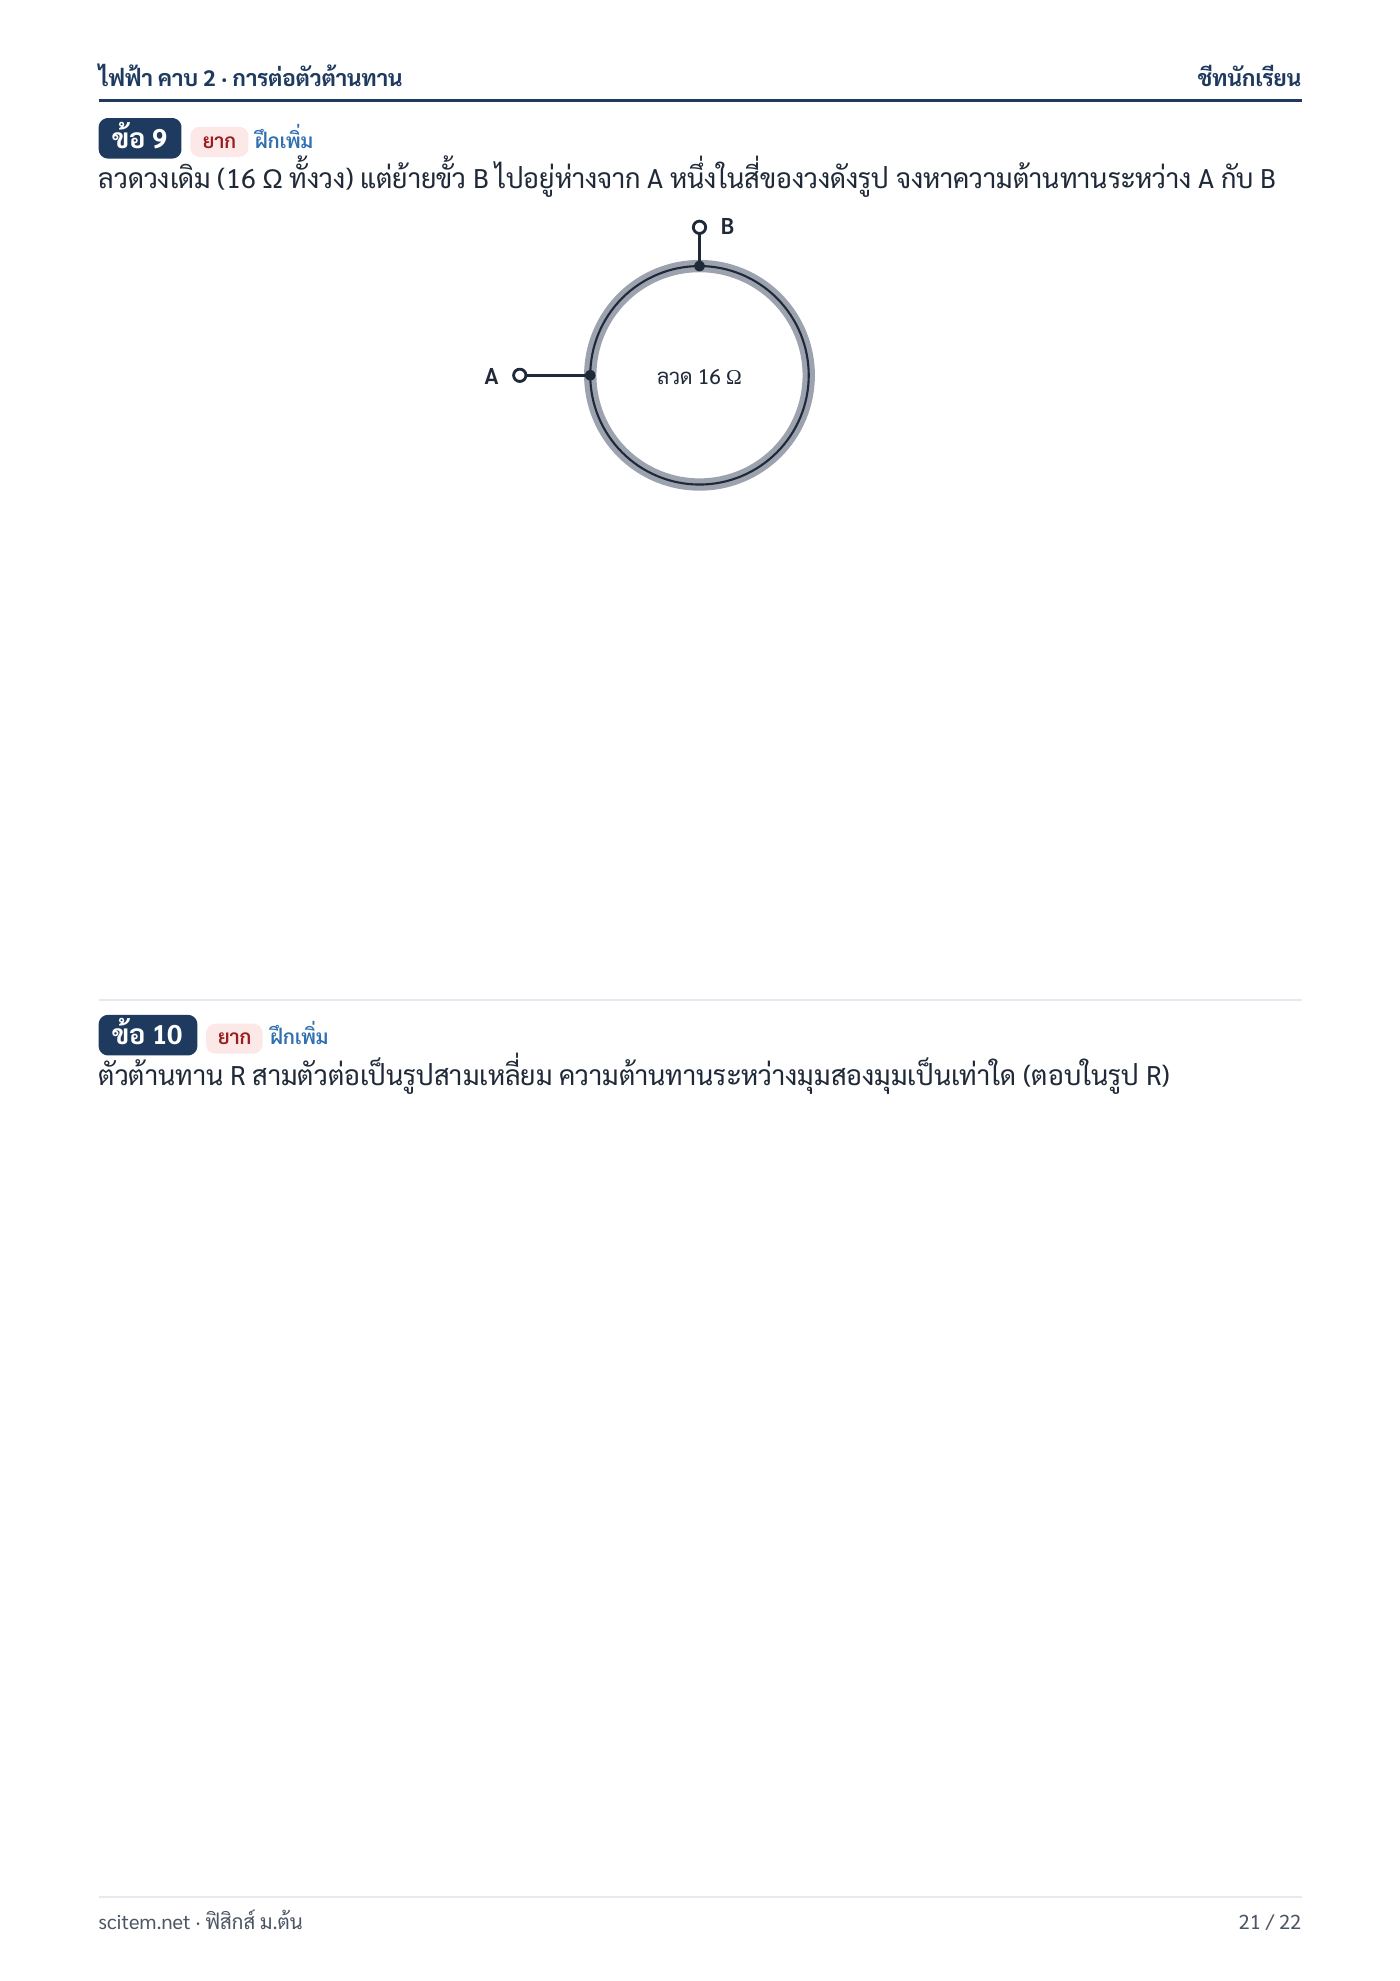 ไฟฟ้า คาบ 2 · การต่อตัวต้านทาน ชีทนักเรียน
ข้อ 9 ยาก ฝึกเพิ่ม
ลวดวงเดิม (16 Ω ทั้งวง) แต่ย้ายขั้ว B ไปอยู่ห่างจาก A หนึ่งในสี่ของวงดังรูป จงหาความต้านทานระหว่าง A กับ B
B
A ลวด 16 Ω
ข้อ 10 ยาก ฝึกเพิ่ม
ตัวต้านทาน R สามตัวต่อเป็นรูปสามเหลี่ยม ความต้านทานระหว่างมุมสองมุมเป็นเท่าใด (ตอบในรูป R)
scitem.net · ฟิสิกส์ ม.ต้น 21 / 22